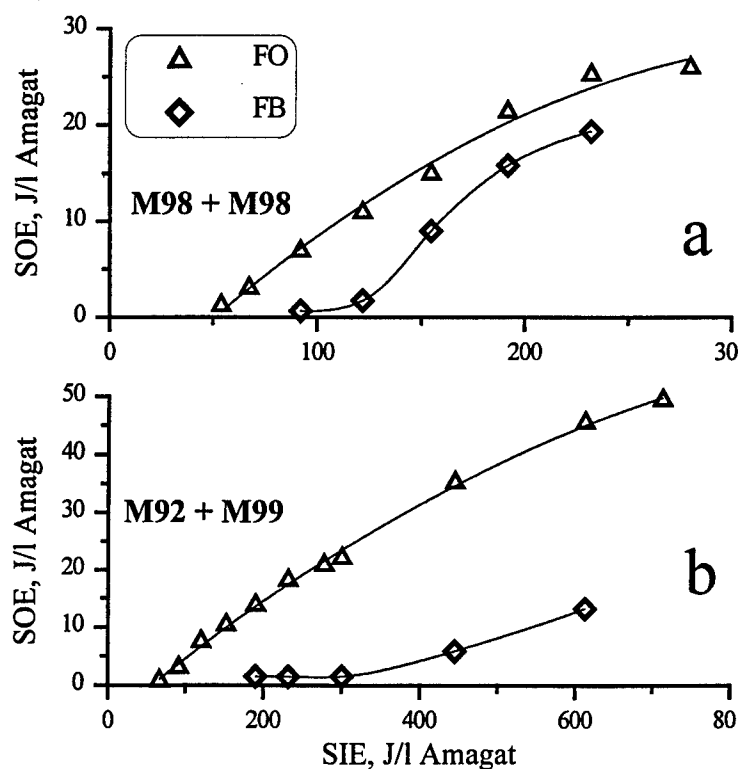 30
FO
FB
20
SOE, J/l Amagat
M98 + M98
10
a
0
0 100 200 30
50
40
M92 + M99
30
SOE, J/l Amagat
20
b
10
0
0 200 400 600 80
SIE, J/l Amagat